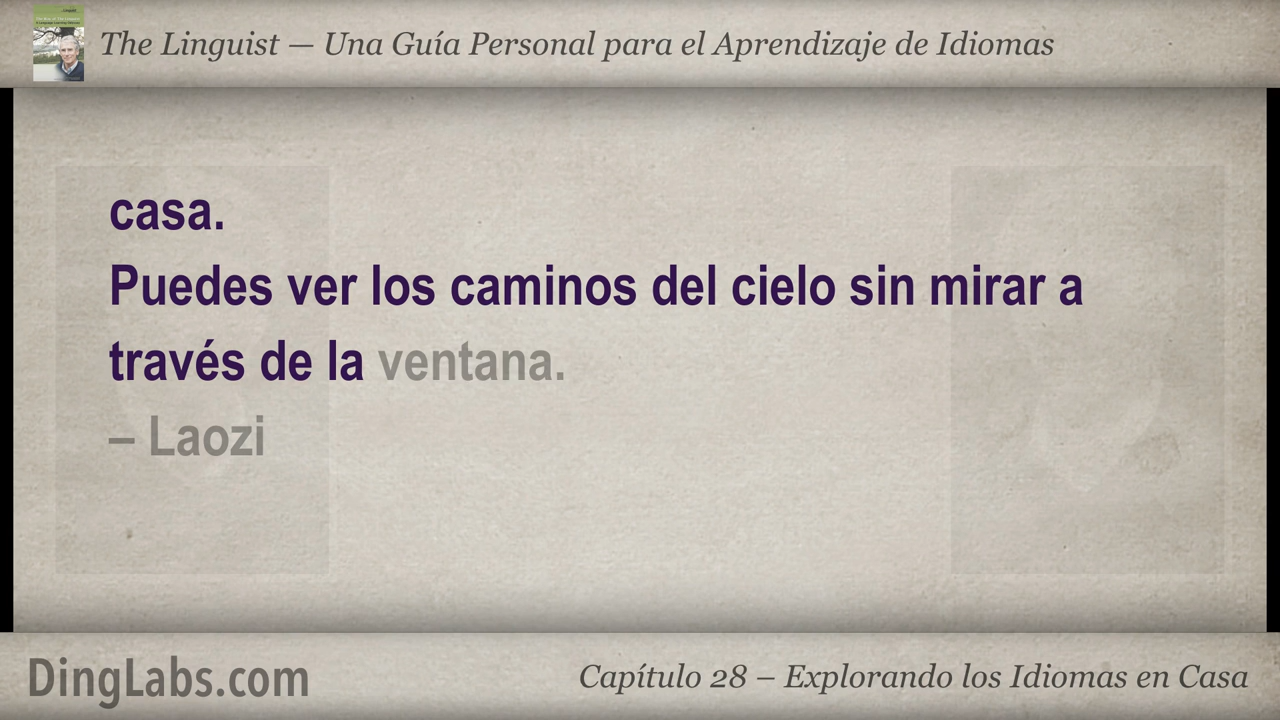 The Linguist — Una Guía Personal para el Aprendizaje de Idiomas
casa.
Puedes ver los caminos del cielo sin mirar a
través de la ventana.
– Laozi
DingLabs.com
Capítulo 28 – Explorando los Idiomas en Casa